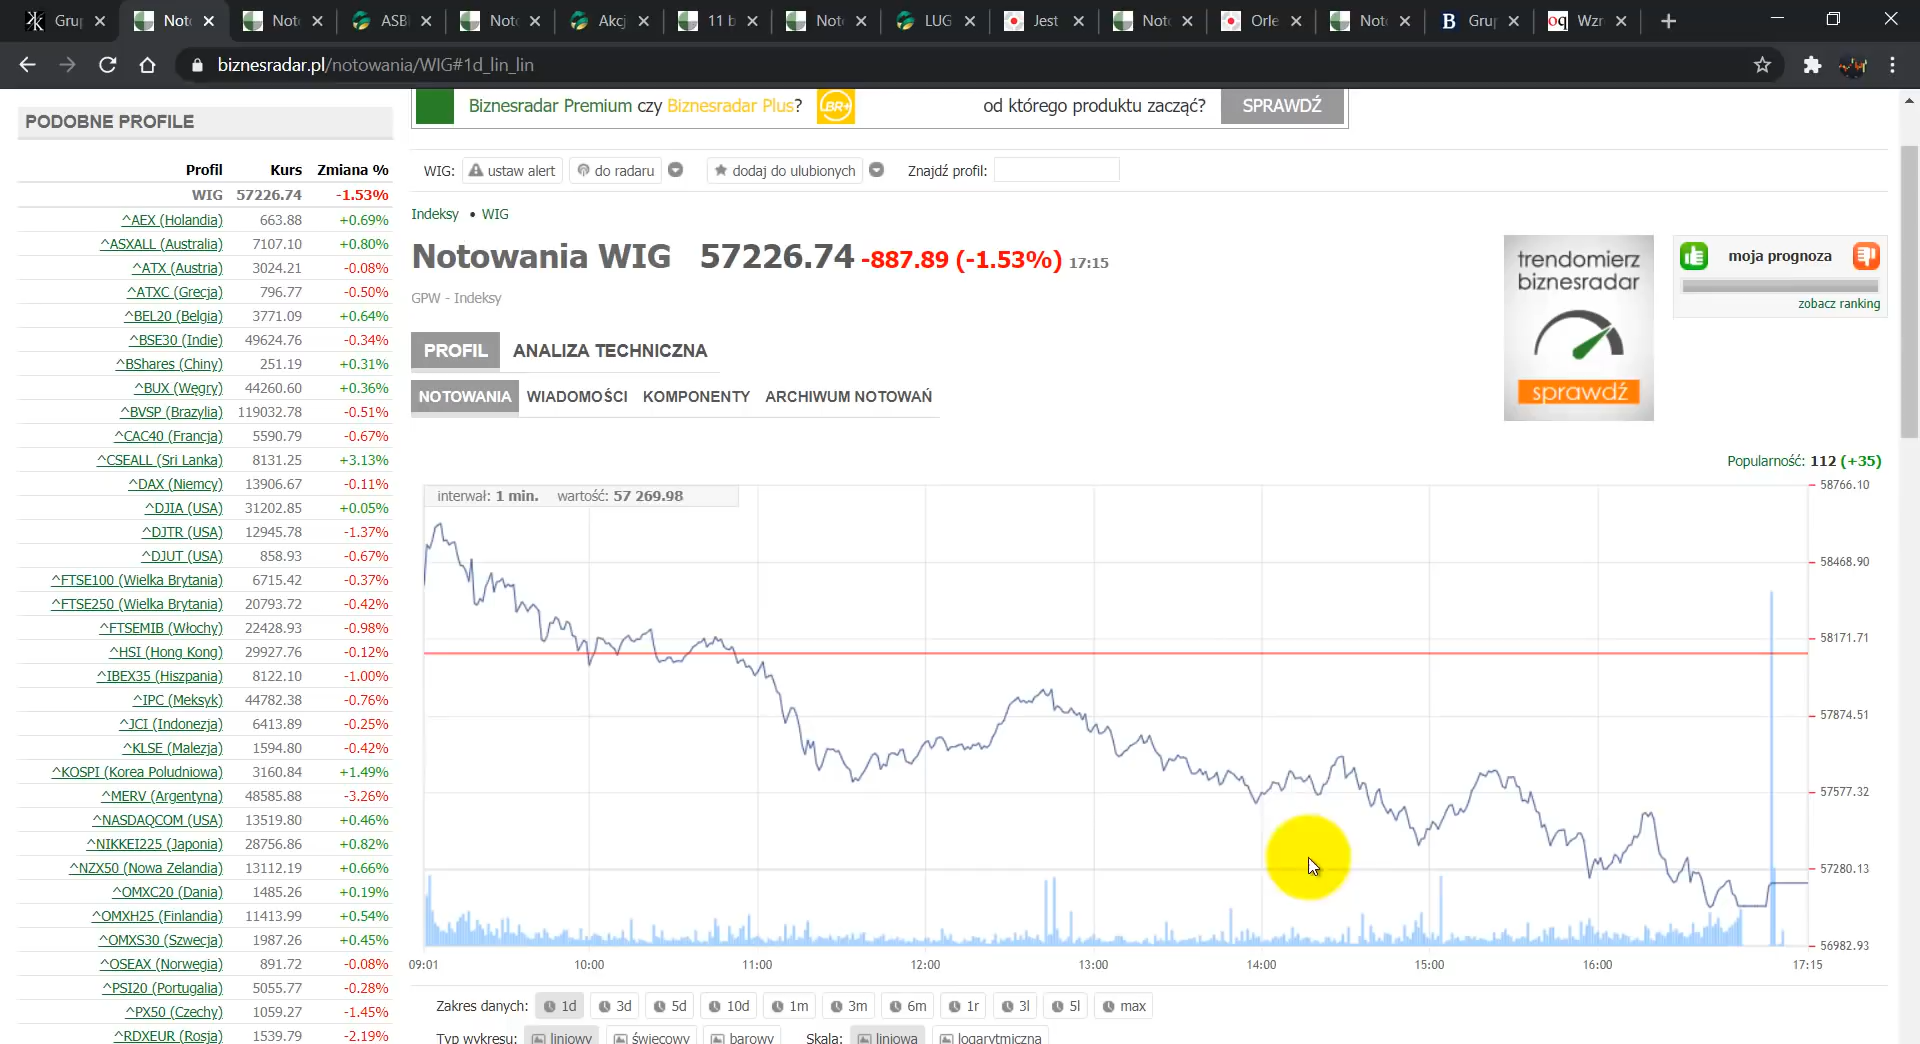 Gru
Noto
Not
ASB
Not
Akcj
11 b
Not
LUG
Jest
Not
Orle
Not
Gru
Wzr
biznesradar.pl/notowania/WIG#1d_lin_lin
PODOBNE PROFILE
Profil Kurs Zmiana %
WIG 57226.74 -1.53%
^AEX (Holandia) 663.88 +0.69%
^ASXALL (Australia) 7107.10 +0.80%
^ATX (Austria) 3024.21 -0.08%
^ATXC (Grecja) 796.77 -0.50%
^BEL20 (Belgia) 3771.09 +0.64%
^BSE30 (Indie) 49624.76 -0.34%
^BShares (Chiny) 251.19 +0.31%
^BUX (Węgry) 44260.60 +0.36%
^BVSP (Brazylia) 119032.78 -0.51%
^CAC40 (Francja) 5590.79 -0.67%
^CSEALL (Sri Lanka) 8131.25 +3.13%
^DAX (Niemcy) 13906.67 -0.11%
^DJIA (USA) 31202.85 +0.05%
^DJTR (USA) 12945.78 -1.37%
^DJUT (USA) 858.93 -0.67%
^FTSE100 (Wielka Brytania) 6715.42 -0.37%
^FTSE250 (Wielka Brytania) 20793.72 -0.42%
^FTSEMIB (Włochy) 22428.93 -0.98%
^HSI (Hong Kong) 29927.76 -0.12%
^IBEX35 (Hiszpania) 8122.10 -1.00%
^IPC (Meksyk) 44782.38 -0.76%
^JCI (Indonezja) 6413.89 -0.25%
^KLSE (Malezja) 1594.80 -0.42%
^KOSPI (Korea Południowa) 3160.84 +1.49%
^MERV (Argentyna) 48585.88 -3.26%
^NASDAQCOM (USA) 13519.80 +0.46%
^NIKKEI225 (Japonia) 28756.86 +0.82%
^NZX50 (Nowa Zelandia) 13112.19 +0.66%
^OMXC20 (Dania) 1485.26 +0.19%
^OMXH25 (Finlandia) 11413.99 +0.54%
^OMXS30 (Szwecja) 1987.26 +0.45%
^OSEAX (Norwegia) 891.72 -0.08%
^PSI20 (Portugalia) 5055.77 -0.28%
^PX50 (Czechy) 1059.27 -1.45%
^RDXEUR (Rosja) 1539.79 -2.19%
Biznesradar Premium czy Biznesradar Plus? BR+ od którego produktu zacząć? SPRAWDŹ
WIG: ustaw alert do radaru dodaj do ulubionych Znajdź profil:
Indeksy • WIG
Notowania WIG 57226.74 -887.89 (-1.53%) 17:15
GPW - Indeksy
PROFIL ANALIZA TECHNICZNA
NOTOWANIA WIADOMOŚCI KOMPONENTY ARCHIWUM NOTOWAŃ
trendomierz
biznesradar
sprawdź
moja prognoza
zobacz ranking
Popularność: 112 (+35)
interwał: 1 min. wartość: 57 269.98
58766.10
58468.90
58171.71
57874.51
57577.32
57280.13
56982.93
09:01 10:00 11:00 12:00 13:00 14:00 15:00 16:00 17:15
Zakres danych: 1d 3d 5d 10d 1m 3m 6m 1r 3l 5l max
Typ wykresu: liniowy świecowy barowy Skala: liniowa logarytmiczna